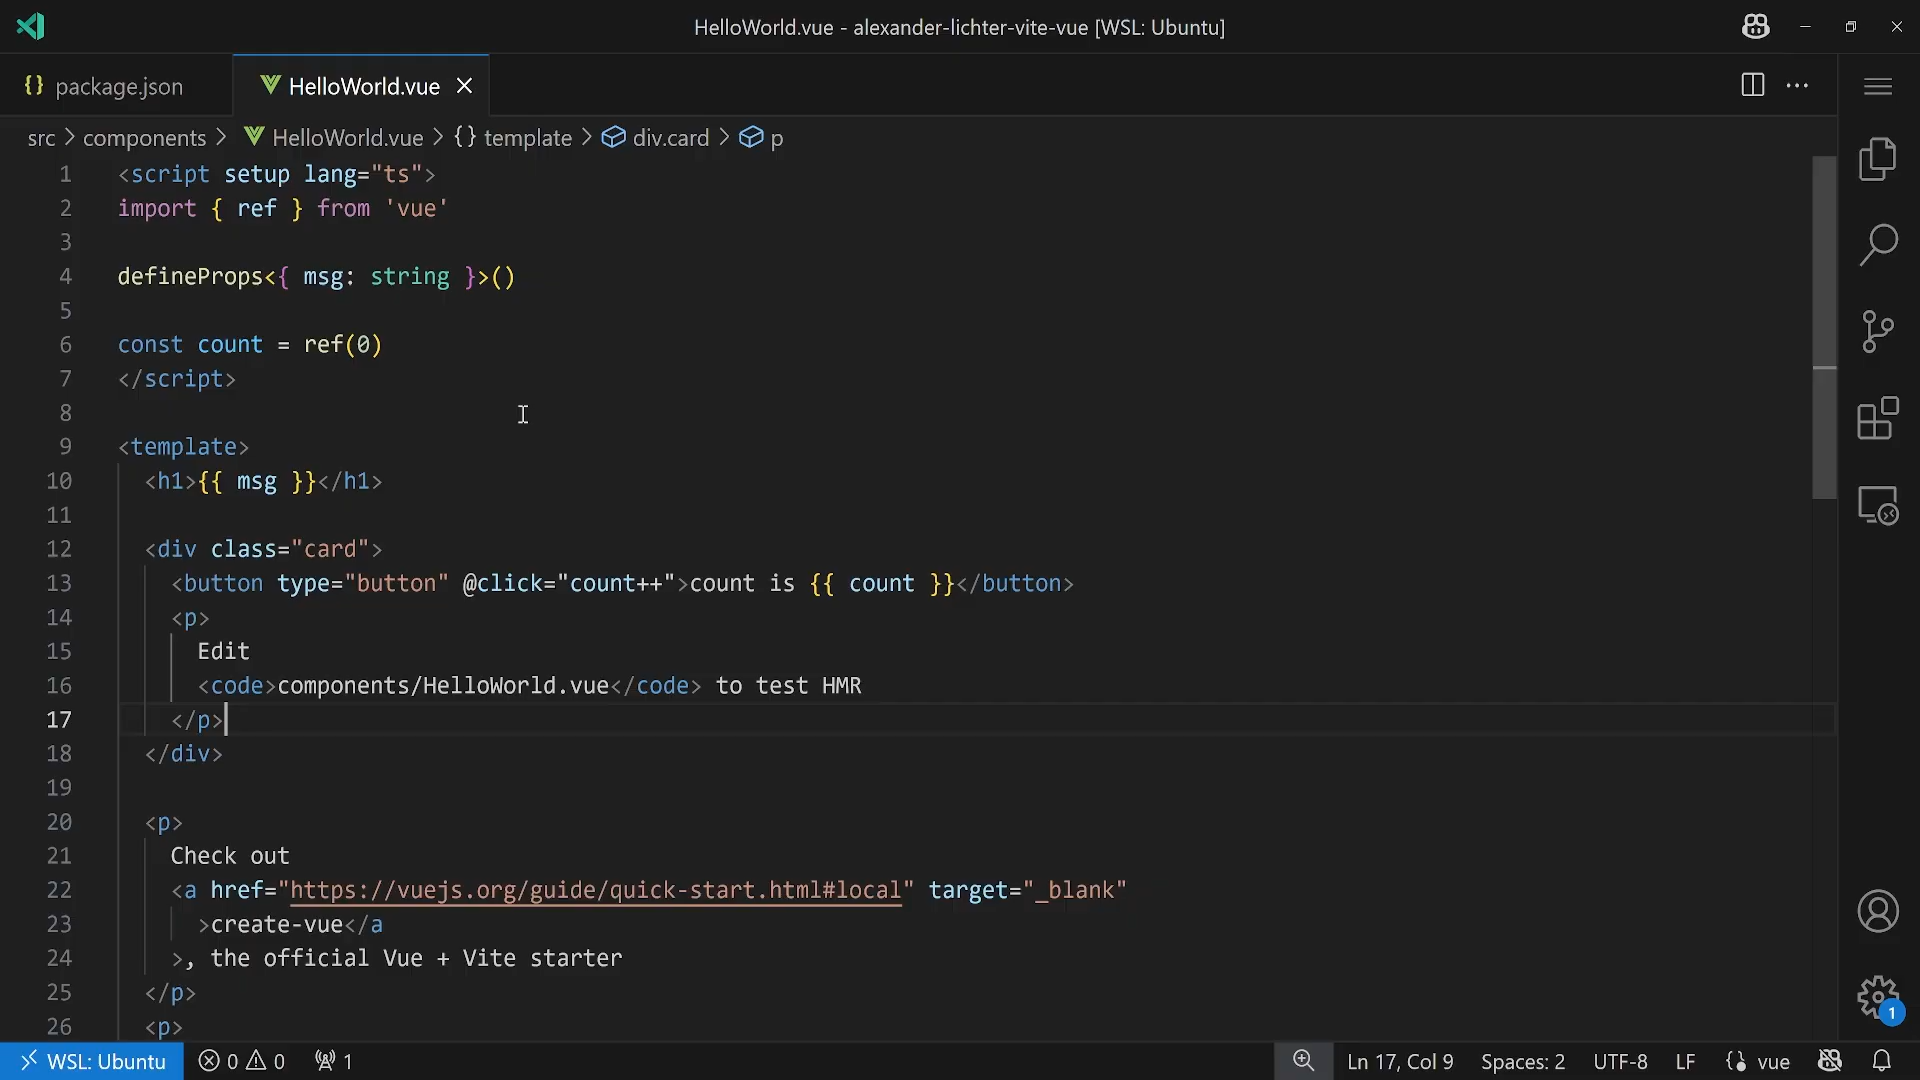 HelloWorld.vue - alexander-lichter-vite-vue [WSL: Ubuntu]
{} package.json
HelloWorld.vue
src > components > HelloWorld.vue > {} template > div.card > p
1 <script setup lang="ts">
2 import { ref } from 'vue'
3
4 defineProps<{ msg: string }>()
5
6 const count = ref(0)
7 </script>
8
9 <template>
10 <h1>{{ msg }}</h1>
11
12 <div class="card">
13 <button type="button" @click="count++">count is {{ count }}</button>
14 <p>
15 Edit
16 <code>components/HelloWorld.vue</code> to test HMR
17 </p>
18 </div>
19
20 <p>
21 Check out
22 <a href="https://vuejs.org/guide/quick-start.html#local" target="_blank"
23 >create-vue</a
24 >, the official Vue + Vite starter
25 </p>
26 <p>
1
WSL: Ubuntu 0 0 1 Ln 17, Col 9 Spaces: 2 UTF-8 LF vue